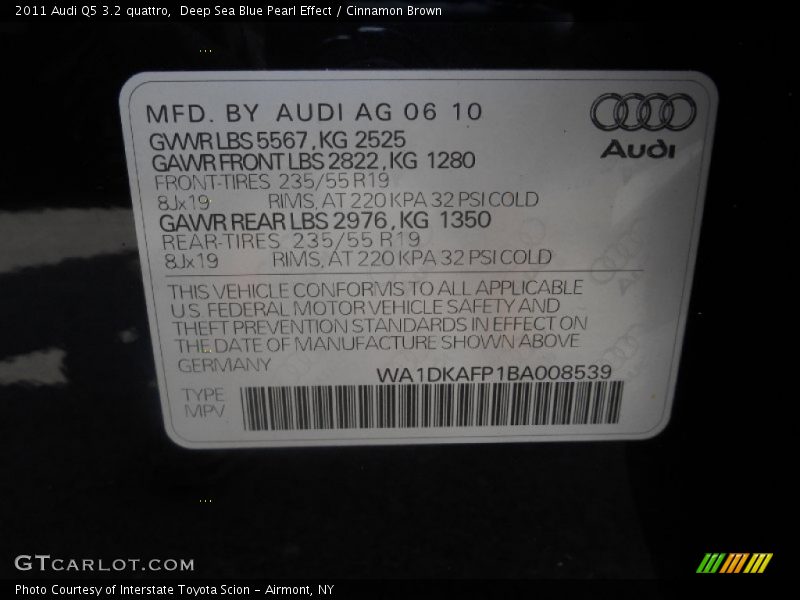 2011 Audi Q5 3.2 quattro,  Deep Sea Blue Pearl Effect / Cinnamon Brown
MFD. BY AUDI AG 06 10
GVWR LBS 5567, KG 2525
GAWR FRONT LBS 2822, KG 1280
FRONT-TIRES 235/55 R19
8Jx19 RIMS, AT 220 KPA 32 PSI COLD
GAWR REAR LBS 2976, KG 1350
REAR-TIRES 235/55 R19
8Jx19 RIMS, AT 220 KPA 32 PSI COLD
Audi
THIS VEHICLE CONFORMS TO ALL APPLICABLE
U.S. FEDERAL MOTOR VEHICLE SAFETY AND
THEFT PREVENTION STANDARDS IN EFFECT ON
THE DATE OF MANUFACTURE SHOWN ABOVE
GERMANY
WA1DKAFP1BA008539
TYPE
MPV
GTCARLOT.COM
Photo Courtesy of Interstate Toyota Scion - Airmont, NY